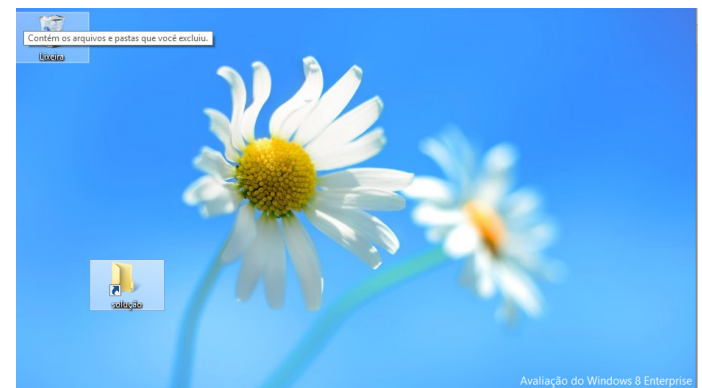 Contém os arquivos e pastas que você excluiu.
Lixeira
solução
Avaliação do Windows 8 Enterprise